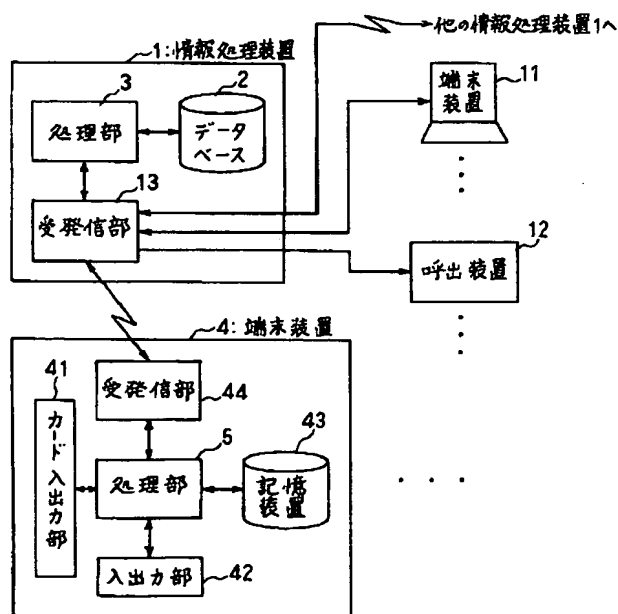 他の情報処理装置1へ
1:情報処理装置
端末
装置
11
3
処理部
2
データ
ベース
13
受発信部
12
呼出装置
4:端末装置
41
カード入出力部
受発信部
44
5
処理部
43
記憶
装置
入出力部
42